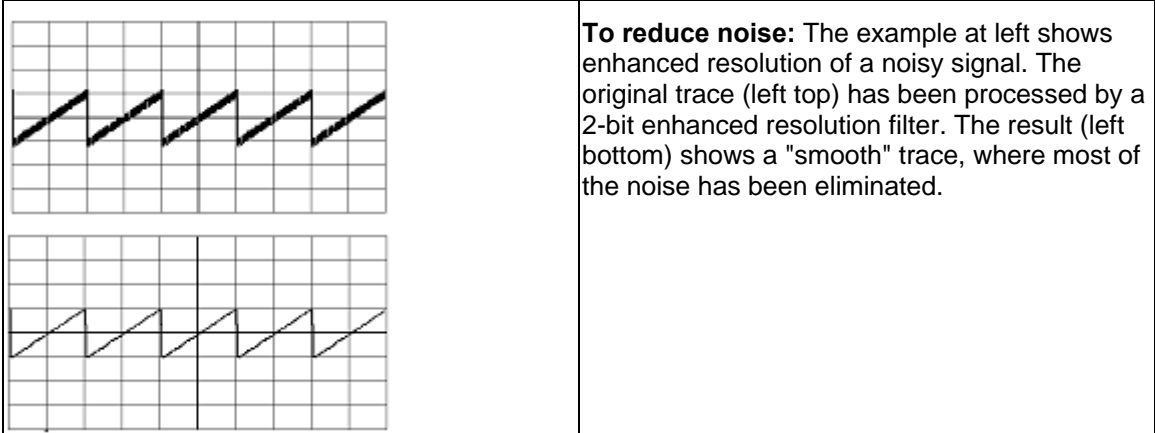 To reduce noise: The example at left shows
enhanced resolution of a noisy signal. The
original trace (left top) has been processed by a
2-bit enhanced resolution filter. The result (left
bottom) shows a "smooth" trace, where most of
the noise has been eliminated.